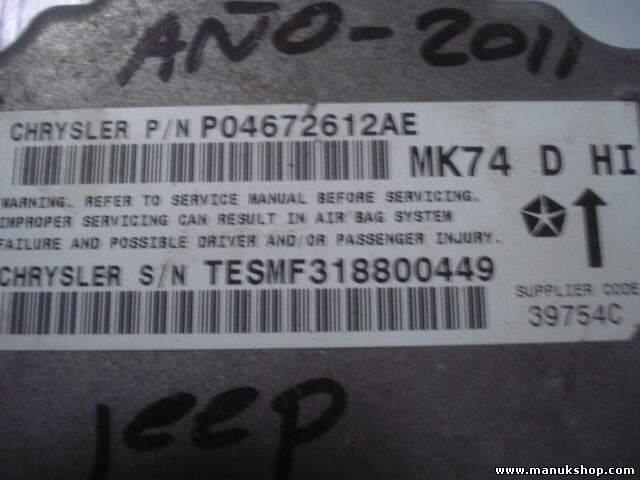 AÑO-2011
CHRYSLER P/N P04672612AE
MK74 D HI
WARNING. REFER TO SERVICE MANUAL BEFORE SERVICING.
IMPROPER SERVICING CAN RESULT IN AIR BAG SYSTEM
FAILURE AND POSSIBLE DRIVER AND/OR PASSENGER INJURY.
CHRYSLER S/N TESMF318800449
SUPPLIER CODE
39754C
jeep
www.manukshop.com